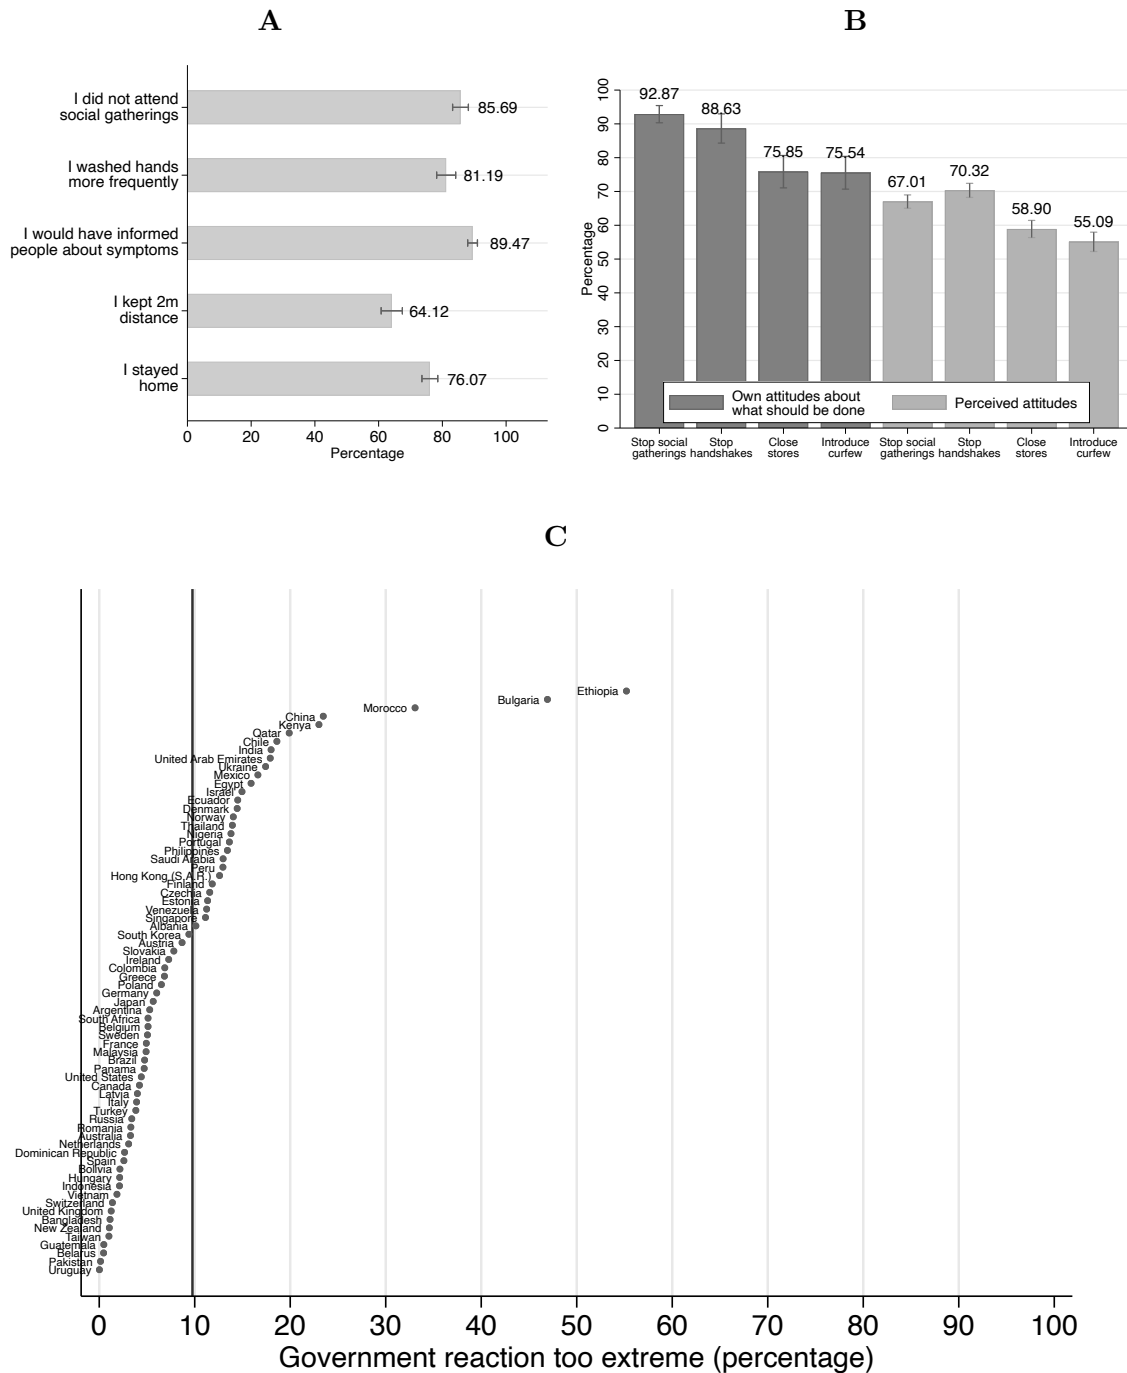 A
I did not attend
social gatherings
85.69
I washed hands
more frequently
81.19
I would have informed
people about symptoms
89.47
I kept 2m
distance
64.12
I stayed
home
76.07
0 20 40 60 80 100
Percentage
B
Percentage
100
90
80
70
60
50
40
30
20
10
0
92.87
88.63
75.85
75.54
67.01
70.32
58.90
55.09
Own attitudes about
what should be done
Perceived attitudes
Stop social
gatherings
Stop
handshakes
Close
stores
Introduce
curfew
Stop social
gatherings
Stop
handshakes
Close
stores
Introduce
curfew
C
Ethiopia
Bulgaria
Morocco
China
Kenya
Qatar
Chile
India
United Arab Emirates
Ukraine
Mexico
Egypt
Israel
Ecuador
Denmark
Norway
Thailand
Nigeria
Portugal
Philippines
Saudi Arabia
Peru
Hong Kong (S.A.R.)
Finland
Czechia
Estonia
Venezuela
Singapore
Albania
South Korea
Austria
Slovakia
Ireland
Colombia
Greece
Poland
Germany
Japan
Argentina
South Africa
Belgium
Sweden
France
Malaysia
Brazil
Panama
United States
Canada
Latvia
Italy
Turkey
Russia
Romania
Australia
Netherlands
Dominican Republic
Spain
Bolivia
Hungary
Indonesia
Vietnam
Switzerland
United Kingdom
Bangladesh
New Zealand
Taiwan
Guatemala
Belarus
Pakistan
Uruguay
0 10 20 30 40 50 60 70 80 90 100
Government reaction too extreme (percentage)